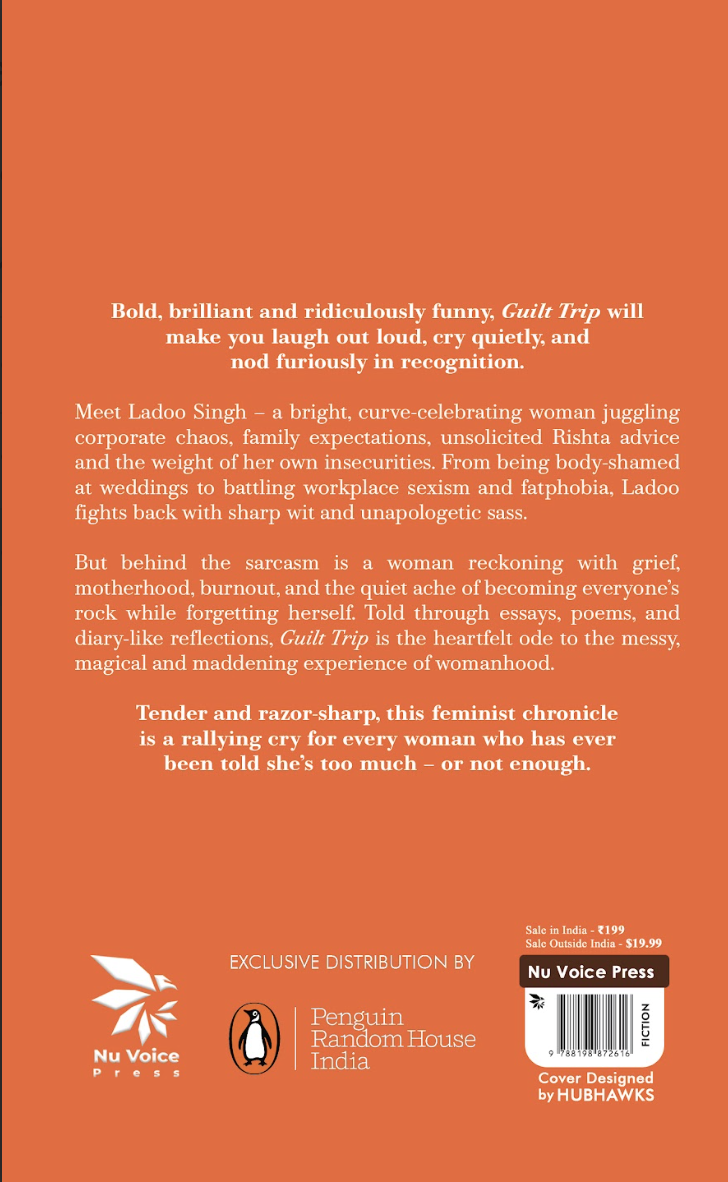 Bold, brilliant and ridiculously funny, Guilt Trip will
make you laugh out loud, cry quietly, and
nod furiously in recognition.
Meet Ladoo Singh – a bright, curve-celebrating woman juggling
corporate chaos, family expectations, unsolicited Rishta advice
and the weight of her own insecurities. From being body-shamed
at weddings to battling workplace sexism and fatphobia, Ladoo
fights back with sharp wit and unapologetic sass.
But behind the sarcasm is a woman reckoning with grief,
motherhood, burnout, and the quiet ache of becoming everyone's
rock while forgetting herself. Told through essays, poems, and
diary-like reflections, Guilt Trip is the heartfelt ode to the messy,
magical and maddening experience of womanhood.
Tender and razor-sharp, this feminist chronicle
is a rallying cry for every woman who has ever
been told she's too much – or not enough.
Nu Voice
Press
EXCLUSIVE DISTRIBUTION BY
Penguin
Random House
India
Sale in India - ₹199
Sale Outside India - $19.99
Nu Voice Press
FICTION
9 788198 872616
Cover Designed
by HUBHAWKS